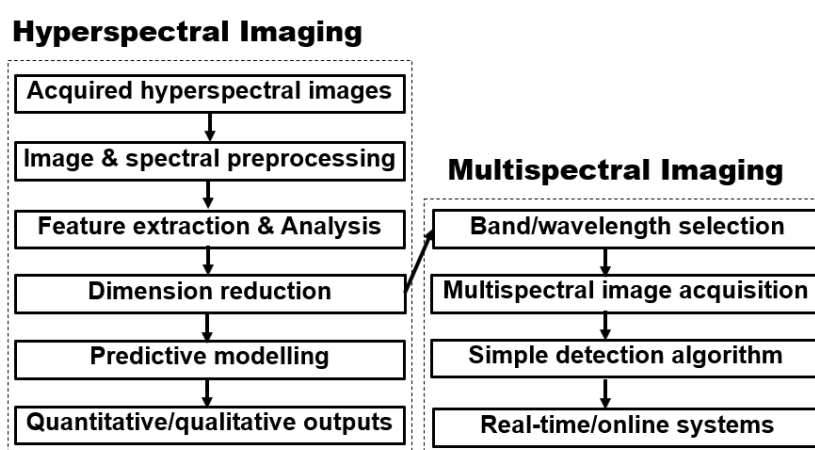 Hyperspectral Imaging
Acquired hyperspectral images
Image & spectral preprocessing
Feature extraction & Analysis
Dimension reduction
Predictive modelling
Quantitative/qualitative outputs
Multispectral Imaging
Band/wavelength selection
Multispectral image acquisition
Simple detection algorithm
Real-time/online systems